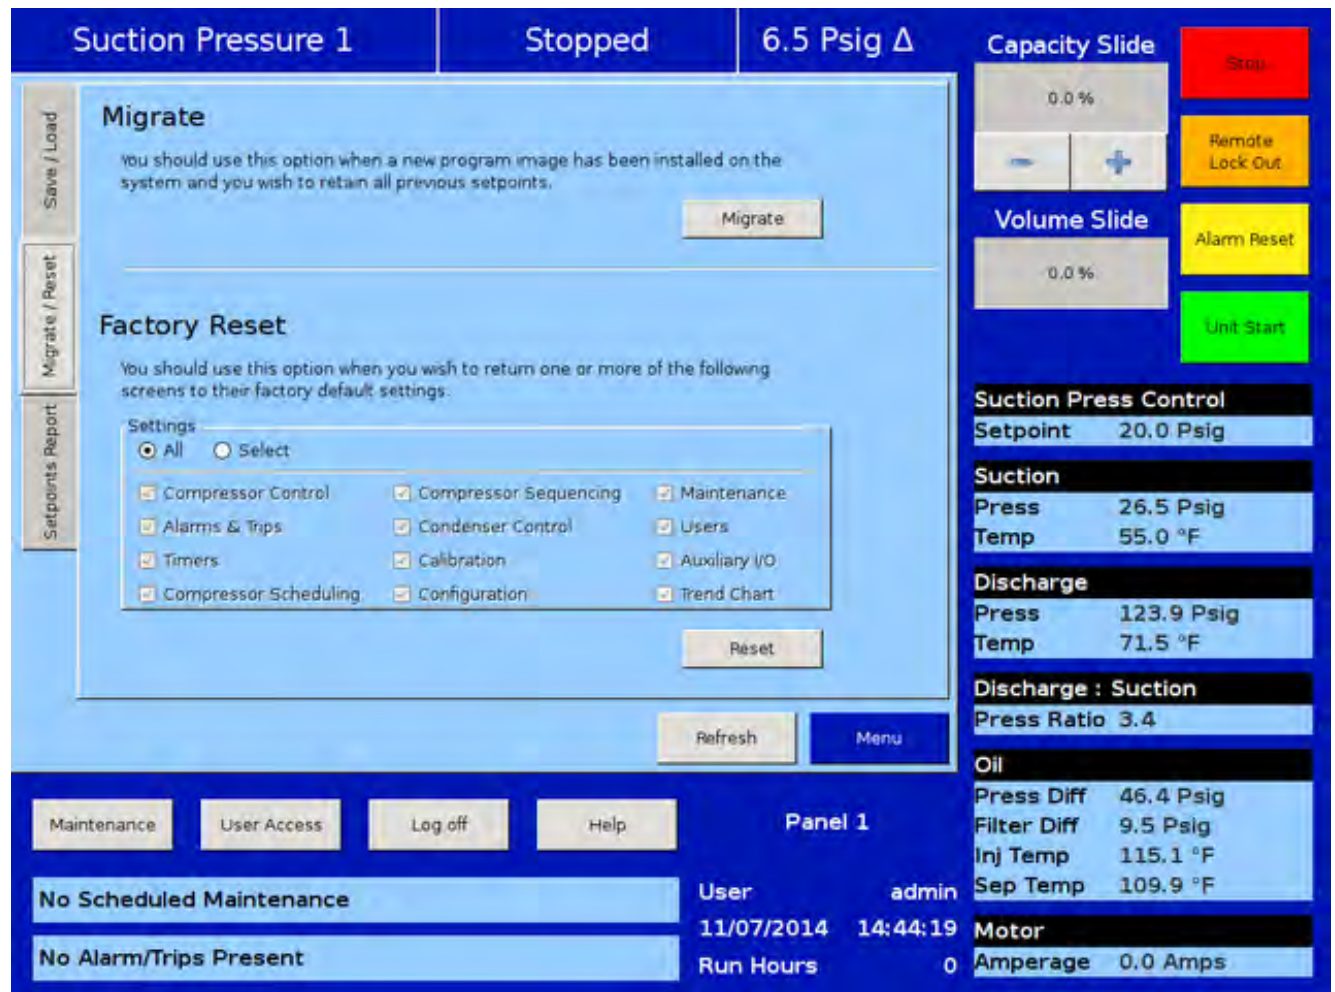 Suction Pressure 1
Stopped
6.5 Psig Δ
Save / Load
Migrate / Reset
Setpoints Report
Migrate
You should use this option when a new program image has been installed on the
system and you wish to retain all previous setpoints.
Migrate
Factory Reset
You should use this option when you wish to return one or more of the following
screens to their factory default settings.
Settings
All Select
Compressor Control Compressor Sequencing Maintenance
Alarms & Trips Condenser Control Users
Timers Calibration Auxiliary I/O
Compressor Scheduling Configuration Trend Chart
Reset
Refresh
Menu
Maintenance
User Access
Log off
Help
Panel 1
No Scheduled Maintenance
No Alarm/Trips Present
User admin
11/07/2014 14:44:19
Run Hours 0
Capacity Slide
0.0 %
Volume Slide
0.0 %
Stop
Remote
Lock Out
Alarm Reset
Unit Start
Suction Press Control
Setpoint 20.0 Psig
Suction
Press 26.5 Psig
Temp 55.0 °F
Discharge
Press 123.9 Psig
Temp 71.5 °F
Discharge : Suction
Press Ratio 3.4
Oil
Press Diff 46.4 Psig
Filter Diff 9.5 Psig
Inj Temp 115.1 °F
Sep Temp 109.9 °F
Motor
Amperage 0.0 Amps